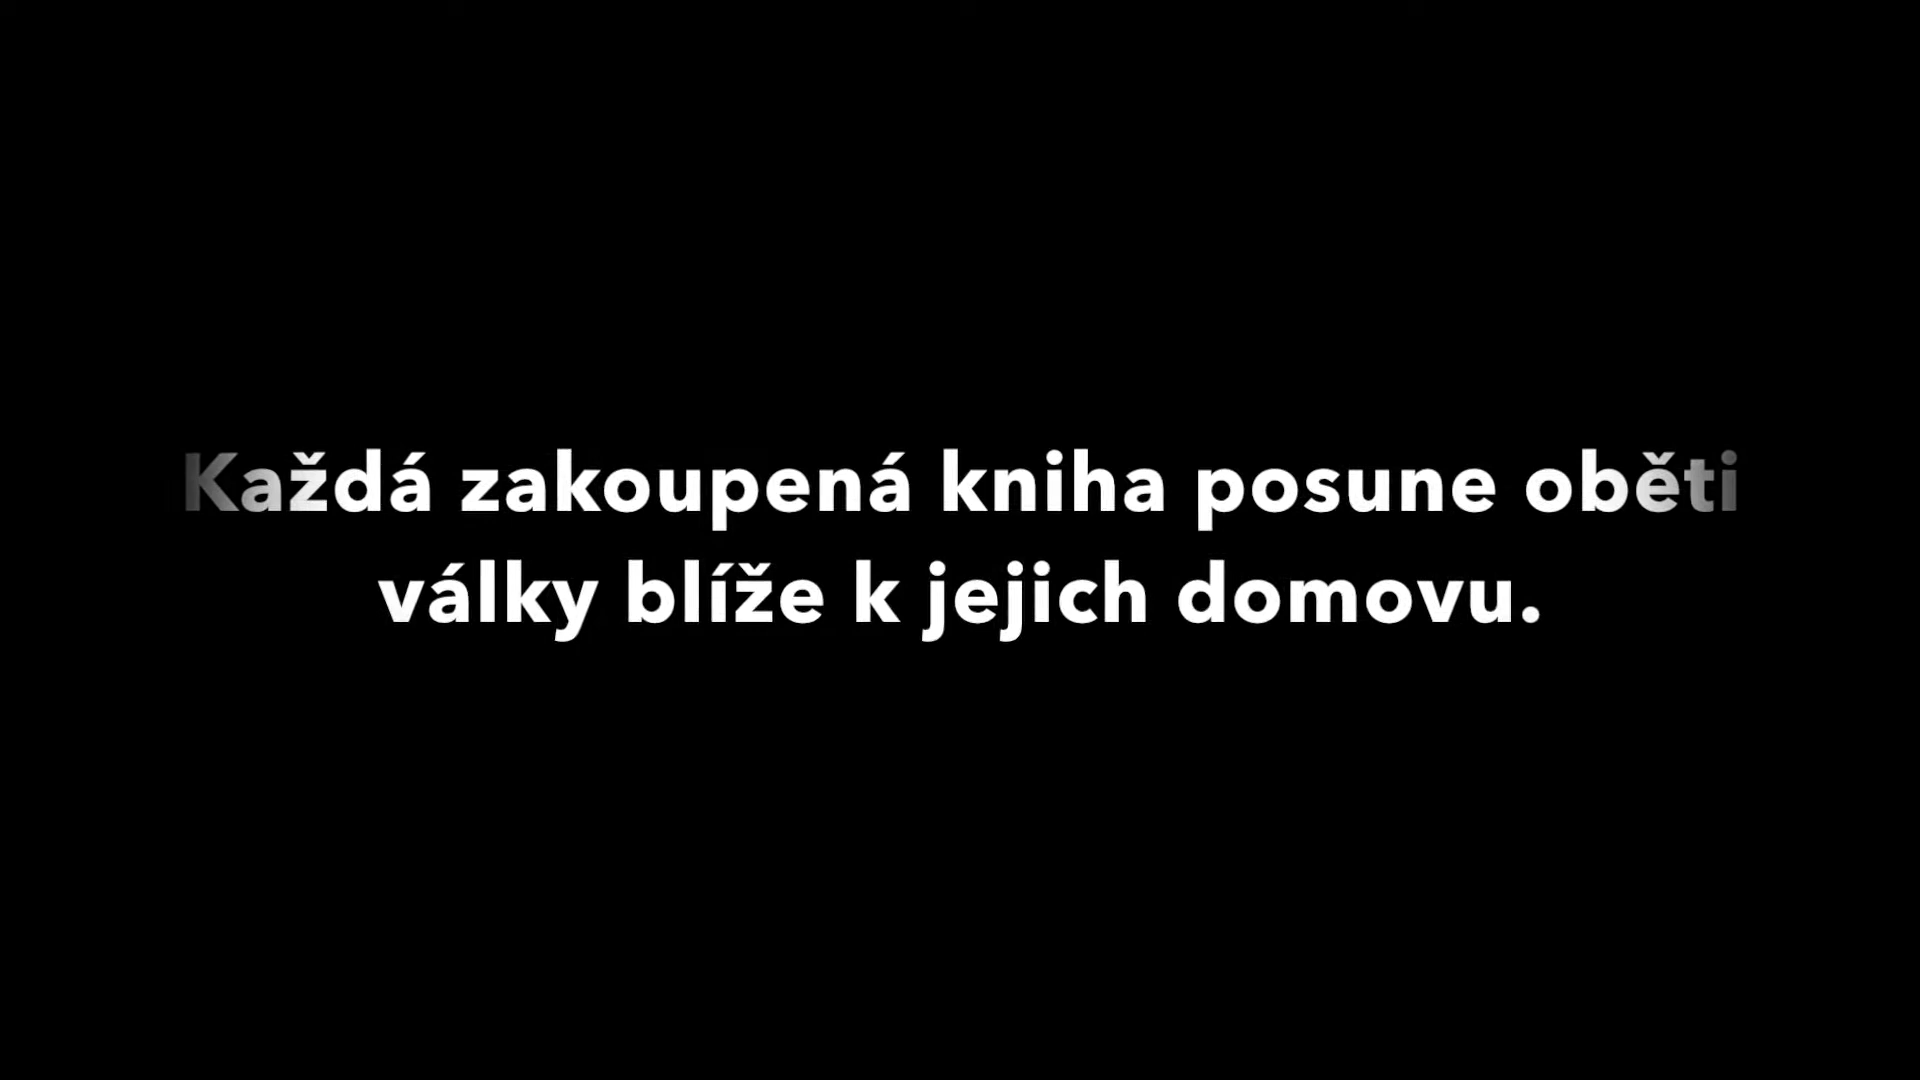 Každá zakoupená kniha posune oběti
války blíže k jejich domovu.